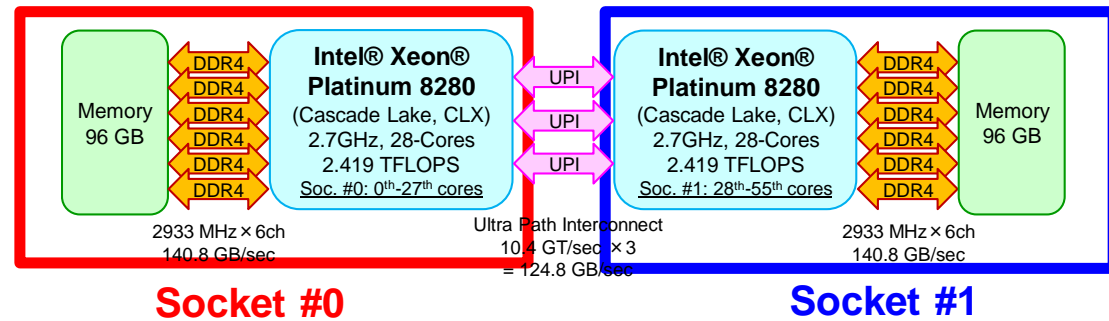 Memory
96 GB
DDR4
DDR4
DDR4
DDR4
DDR4
DDR4
Intel® Xeon®
Platinum 8280
(Cascade Lake, CLX)
2.7GHz, 28-Cores
2.419 TFLOPS
Soc. #0: 0th-27th cores
UPI
UPI
UPI
Intel® Xeon®
Platinum 8280
(Cascade Lake, CLX)
2.7GHz, 28-Cores
2.419 TFLOPS
Soc. #1: 28th-55th cores
DDR4
DDR4
DDR4
DDR4
DDR4
DDR4
Memory
96 GB
2933 MHz×6ch
140.8 GB/sec
Ultra Path Interconnect
10.4 GT/sec ×3
= 124.8 GB/sec
2933 MHz×6ch
140.8 GB/sec
Socket #0
Socket #1